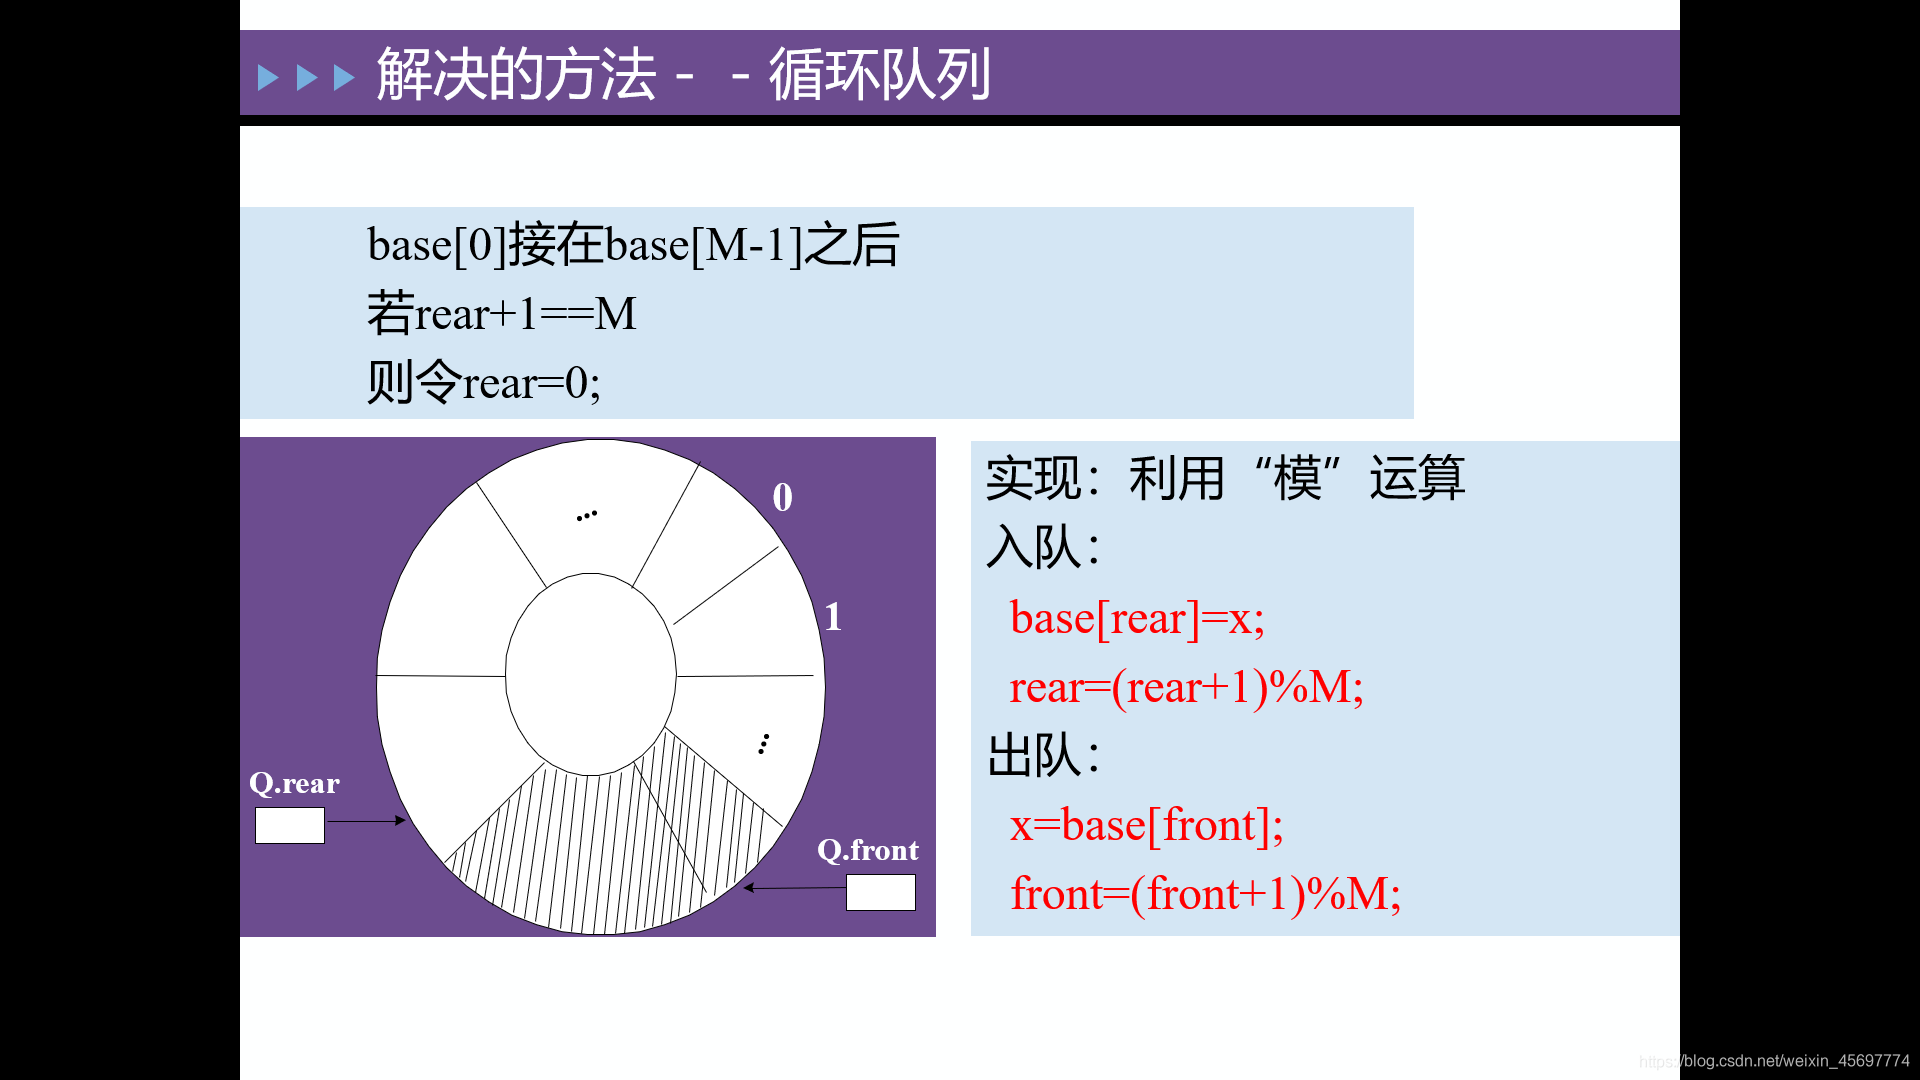 解决的方法- -循环队列
base[0]接在base[M-1]之后
若rear+1==M
则令rear=0;
0
...
1
...
Q.rear
Q.front
实现：利用“模”运算
入队：
base[rear]=x;
rear=(rear+1)%M;
出队：
x=base[front];
front=(front+1)%M;
https://blog.csdn.net/weixin_45697774